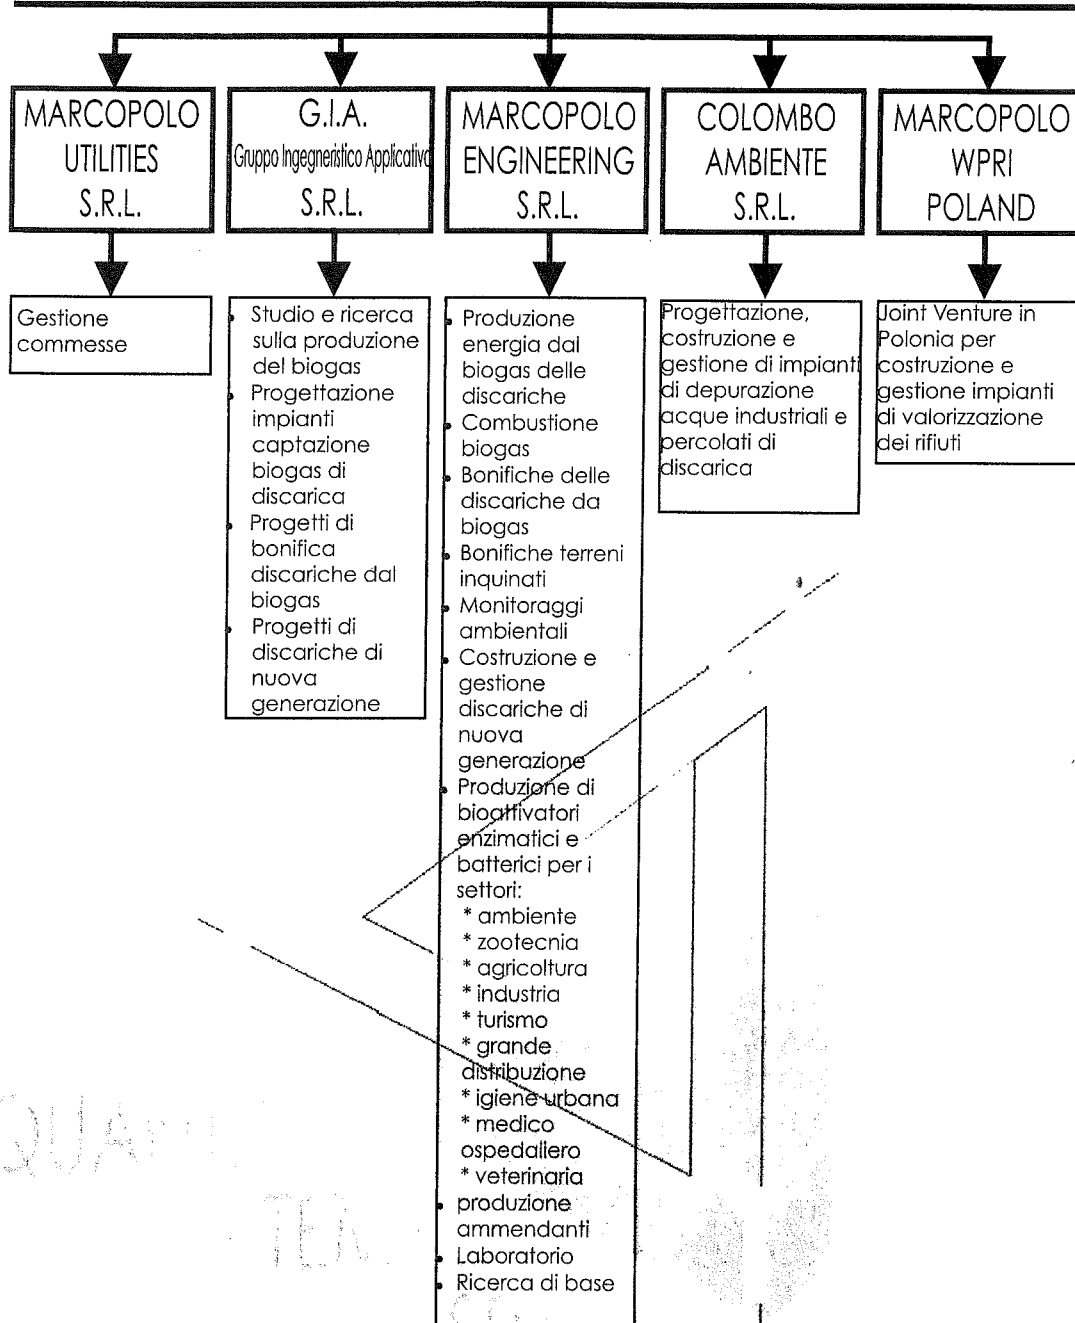 MARCOPOLO
UTILITIES
S.R.L.
G.I.A.
Gruppo Ingegneristico Applicativo
S.R.L.
MARCOPOLO
ENGINEERING
S.R.L.
COLOMBO
AMBIENTE
S.R.L.
MARCOPOLO
WPRI
POLAND
Gestione
commesse
• Studio e ricerca
sulla produzione
del biogas
• Progettazione
impianti
captazione
biogas di
discarica
• Progetti di
bonifica
discariche dal
biogas
• Progetti di
discariche di
nuova
generazione
• Produzione
energia dal
biogas delle
discariche
• Combustione
biogas
• Bonifiche delle
discariche da
biogas
• Bonifiche terreni
inquinati
• Monitoraggi
ambientali
• Costruzione e
gestione
discariche di
nuova
generazione
• Produzione di
bioattivatori
enzimatici e
batterici per i
settori:
* ambiente
* zootecnia
* agricoltura
* industria
* turismo
* grande
distribuzione
* igiene urbana
* medico
ospedaliero
* veterinaria
• produzione
ammendanti
• Laboratorio
• Ricerca di base
Progettazione,
costruzione e
gestione di impianti
di depurazione
acque industriali e
percolati di
discarica
Joint Venture in
Polonia per
costruzione e
gestione impianti
di valorizzazione
dei rifiuti